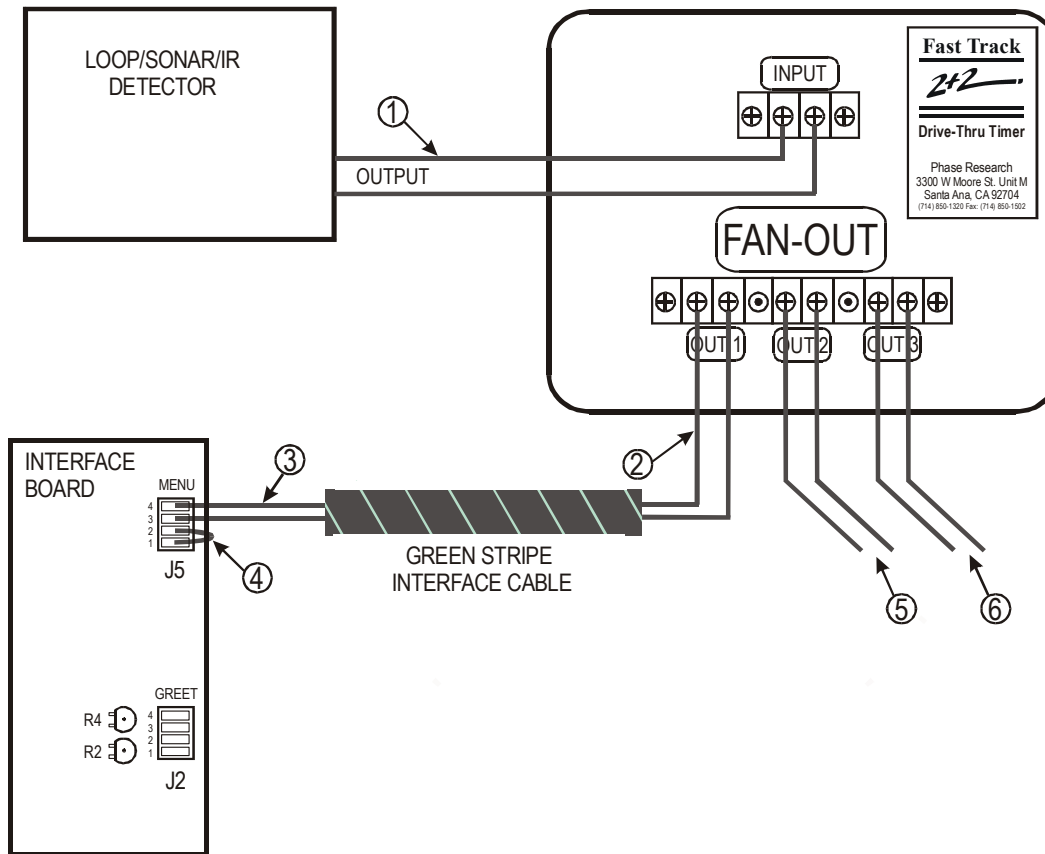 LOOP/SONAR/IR
DETECTOR
1
OUTPUT
INPUT
Fast Track
2+2
Drive-Thru Timer
Phase Research
3300 W Moore St. Unit M
Santa Ana, CA 92704
(714) 850-1320 Fax: (714) 850-1502
FAN-OUT
OUT 1
OUT 2
OUT 3
2
INTERFACE
BOARD
MENU
4
3
2
1
J5
3
4
GREEN STRIPE
INTERFACE CABLE
5
6
GREET
R4
R2
4
3
2
1
J2